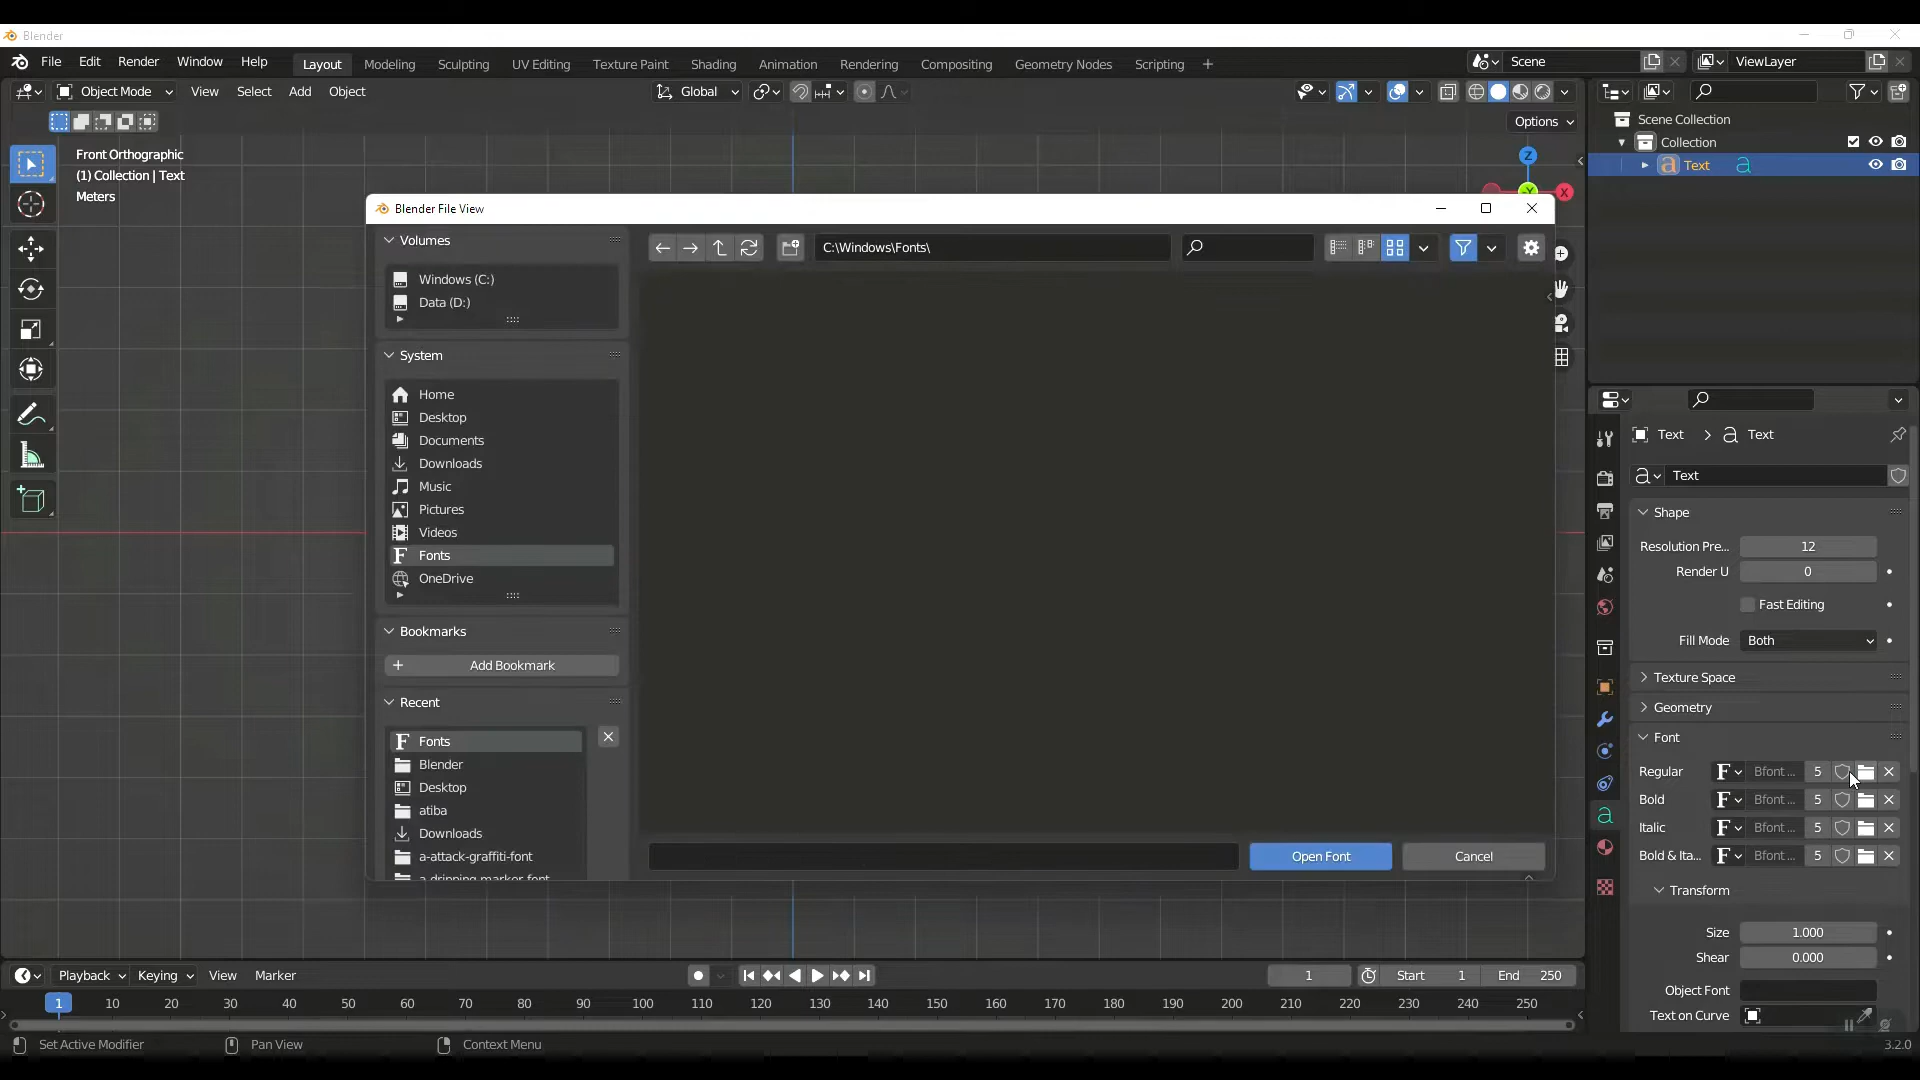 Blender
File Edit Render Window Help Layout Modeling Sculpting UV Editing Texture Paint Shading Animation Rendering Compositing Geometry Nodes Scripting + Scene ViewLayer
Object Mode View Select Add Object Global
Options
Front Orthographic
(1) Collection | Text
Meters
Z
Y
X
Scene Collection
Collection
Text
Blender File View
Volumes
Windows (C:)
Data (D:)
System
Home
Desktop
Documents
Downloads
Music
Pictures
Videos
Fonts
OneDrive
Bookmarks
Add Bookmark
Recent
Fonts
Blender
Desktop
atiba
Downloads
a-attack-graffiti-font
a-dripping-marker-font
C:\Windows\Fonts\
Open Font Cancel
Text > Text
Text
Shape
Resolution Pre... 12
Render U 0
Fast Editing
Fill Mode Both
Texture Space
Geometry
Font
Regular Bfont ... 5
Bold Bfont ... 5
Italic Bfont ... 5
Bold & Ita... Bfont ... 5
Transform
Size 1.000
Shear 0.000
Object Font
Text on Curve
Playback Keying View Marker 1 Start 1 End 250
1 10 20 30 40 50 60 70 80 90 100 110 120 130 140 150 160 170 180 190 200 210 220 230 240 250
Set Active Modifier Pan View Context Menu 3.2.0